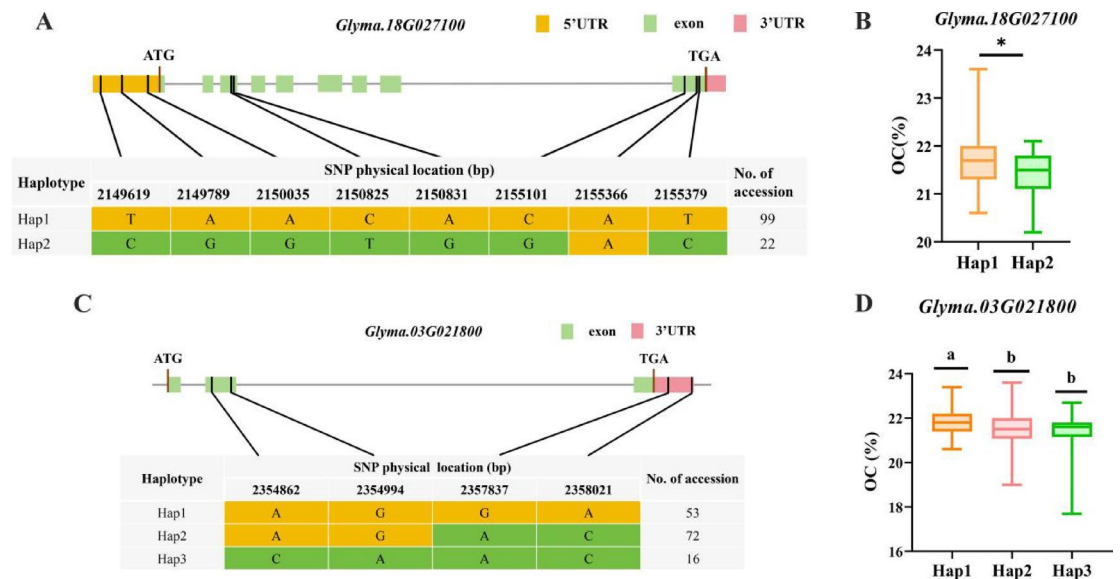 A
Glyma.18G027100
5'UTR
exon
3'UTR
ATG
TGA
Haplotype
SNP physical location (bp)
No. of accession
2149619 2149789 2150035 2150825 2150831 2155101 2155366 2155379
Hap1 T A A C A C A T 99
Hap2 C G G T G G A C 22
B
Glyma.18G027100
*
OC(%)
24
23
22
21
20
Hap1 Hap2
C
Glyma.03G021800
exon
3'UTR
ATG
TGA
Haplotype
SNP physical location (bp)
No. of accession
2354862 2354994 2357837 2358021
Hap1 A G G A 53
Hap2 A G A C 72
Hap3 C A A C 16
D
Glyma.03G021800
a b b
OC (%)
24
22
20
18
16
Hap1 Hap2 Hap3